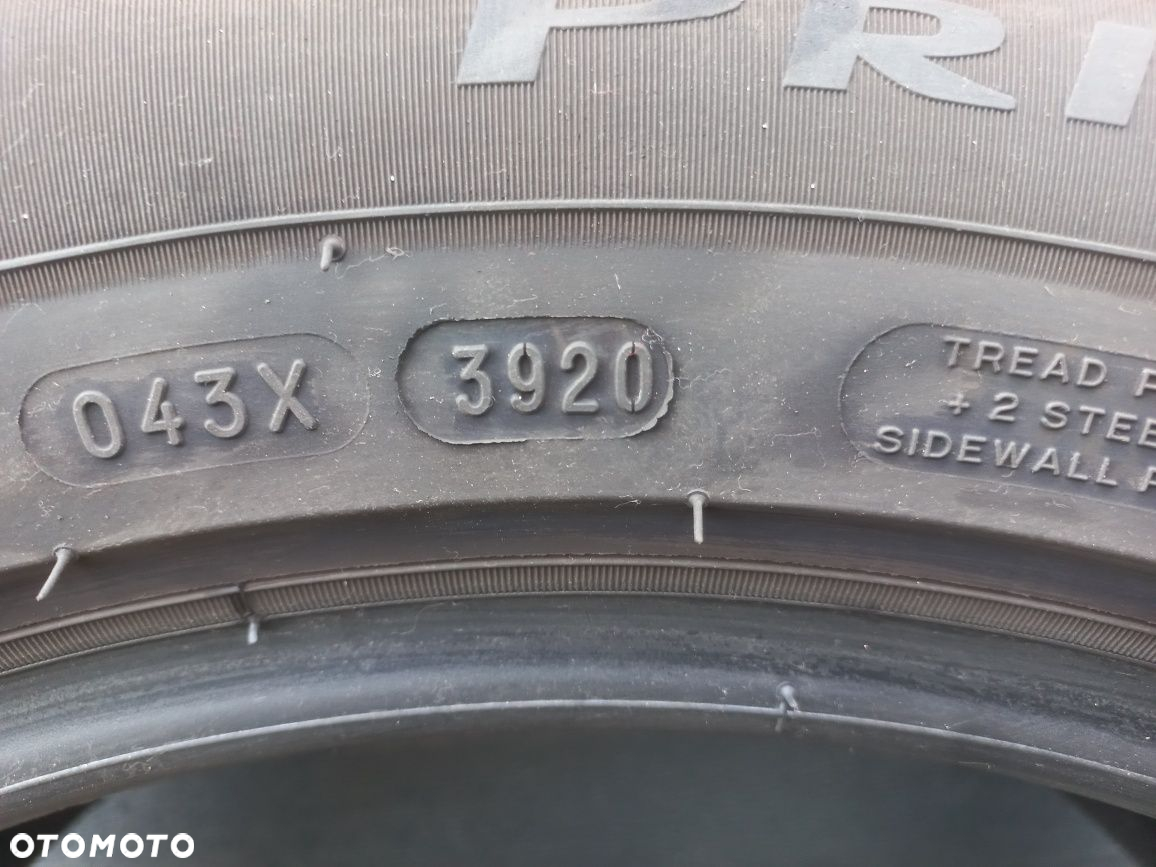 PRI
043X
3920
TREAD P
+ 2 STEE
SIDEWALL P
OTOMOTO